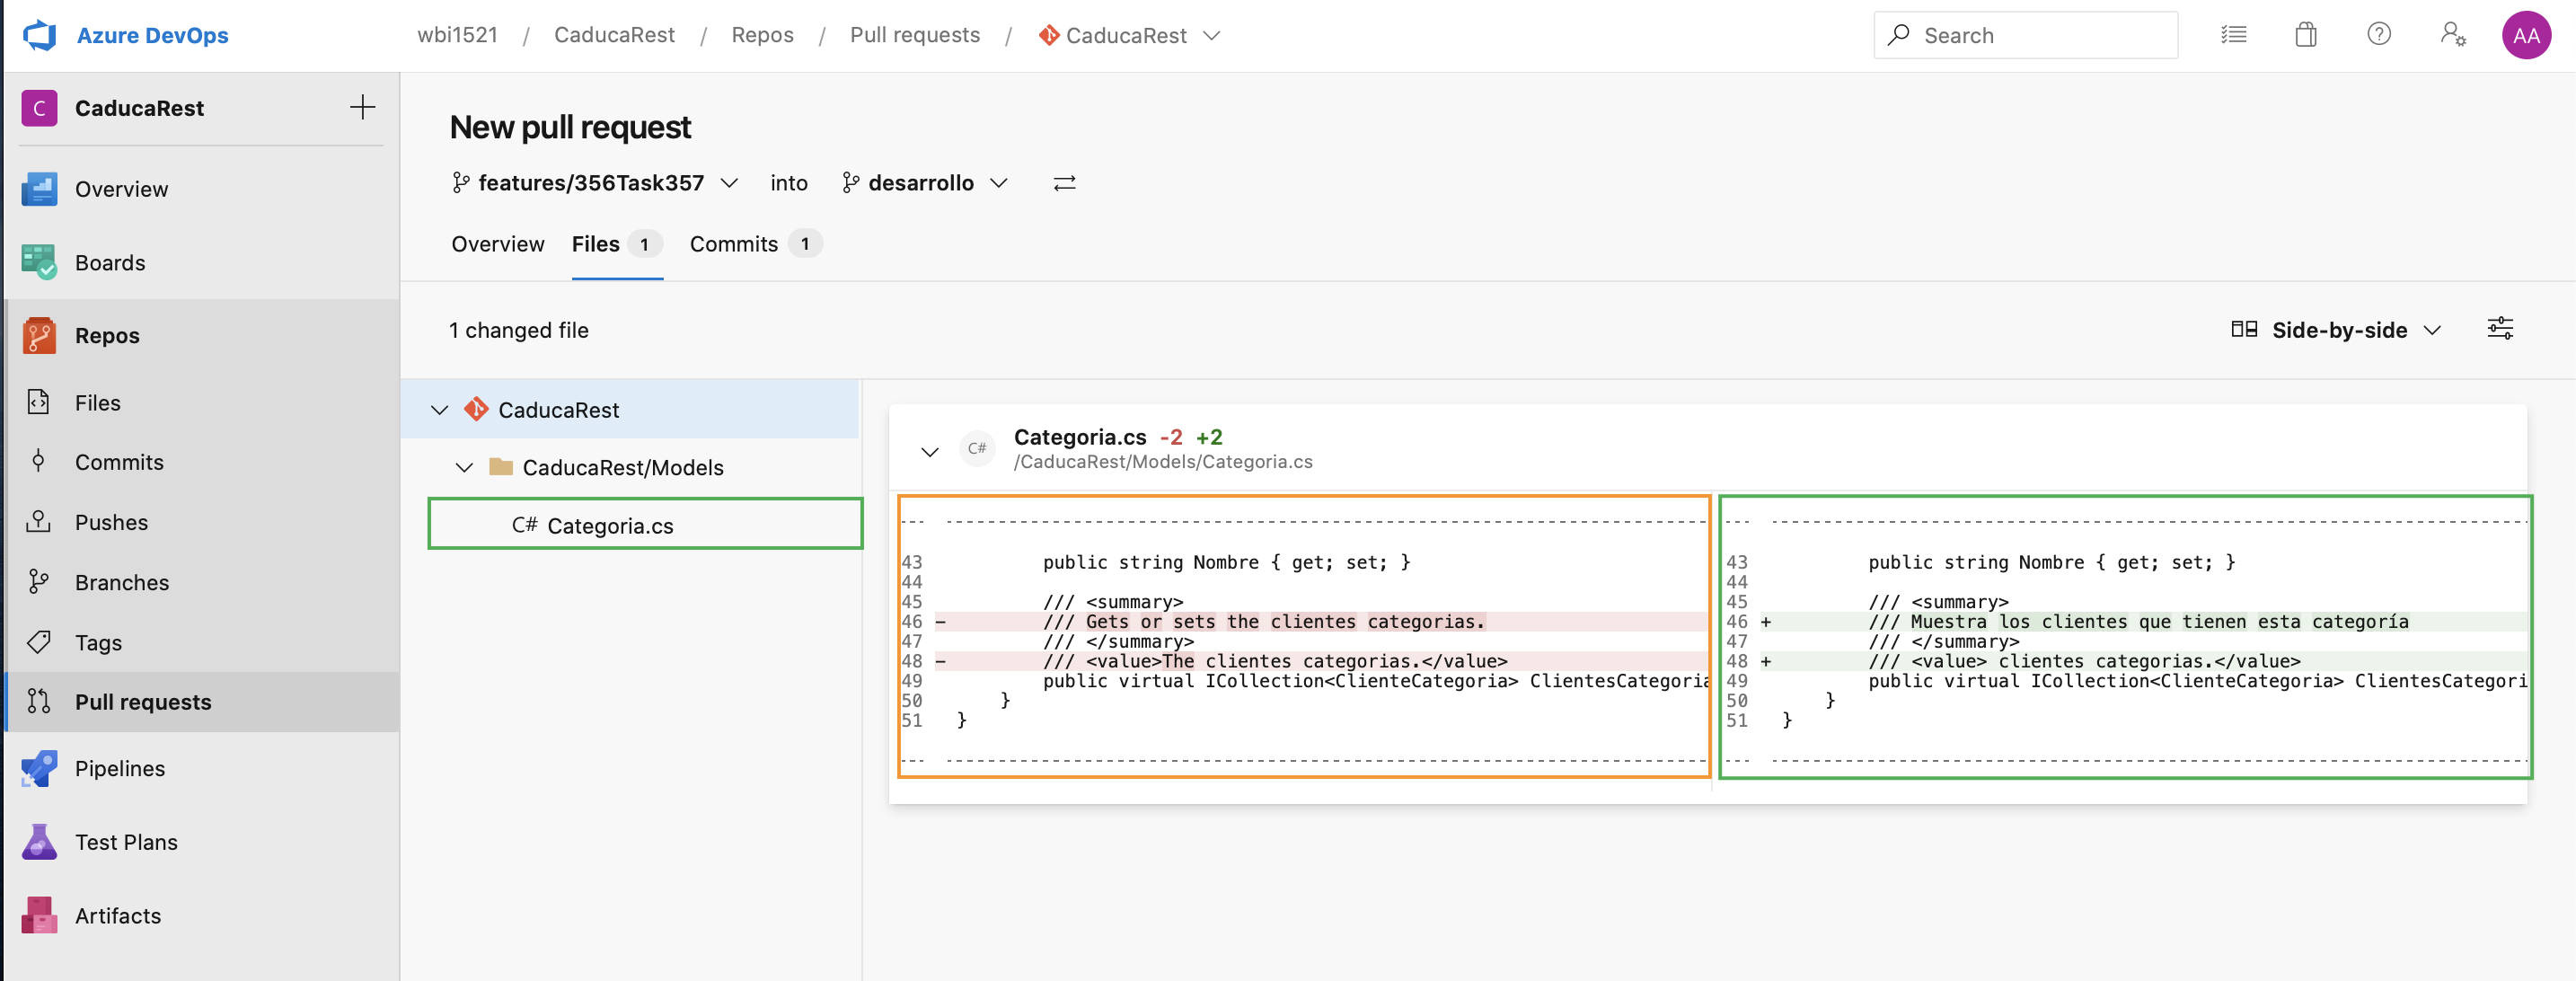 Azure DevOps
wbi1521 / CaducaRest / Repos / Pull requests / CaducaRest
Search
AA
C CaducaRest
Overview
Boards
Repos
Files
Commits
Pushes
Branches
Tags
Pull requests
Pipelines
Test Plans
Artifacts
New pull request
features/356Task357 into desarrollo
Overview Files 1 Commits 1
1 changed file
Side-by-side
CaducaRest
CaducaRest/Models
C# Categoria.cs
C# Categoria.cs -2 +2
/CaducaRest/Models/Categoria.cs
43 public string Nombre { get; set; }
44
45 /// <summary>
46 - /// Gets or sets the clientes categorias.
47 /// </summary>
48 - /// <value>The clientes categorias.</value>
49 public virtual ICollection<ClienteCategoria> ClientesCategoria
50 }
51 }
43 public string Nombre { get; set; }
44
45 /// <summary>
46 + /// Muestra los clientes que tienen esta categoría
47 /// </summary>
48 + /// <value> clientes categorias.</value>
49 public virtual ICollection<ClienteCategoria> ClientesCategori
50 }
51 }